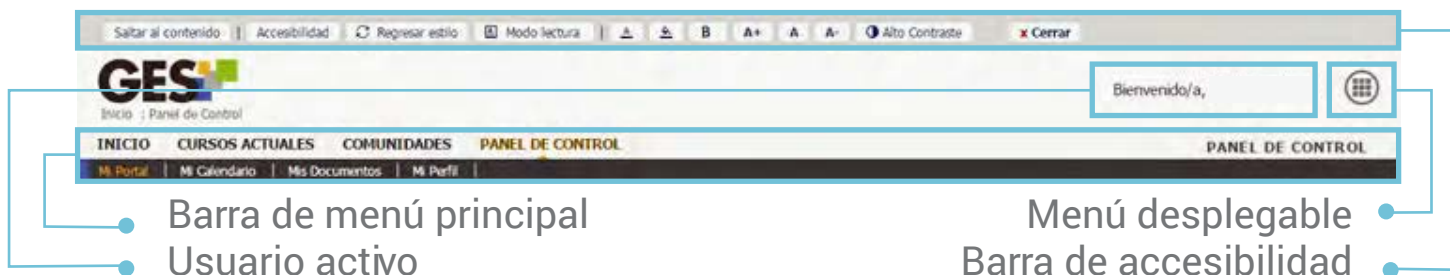 Saltar al contenido | Accesibilidad Regresar estilo Modo lectura | A B A+ A A- Alto Contraste x Cerrar
GES
Bienvenido/a,
Inicio : Panel de Control
INICIO CURSOS ACTUALES COMUNIDADES PANEL DE CONTROL PANEL DE CONTROL
Mi Portal | Mi Calendario | Mis Documentos | Mi Perfil |
Barra de menú principal Menú desplegable
Usuario activo Barra de accesibilidad